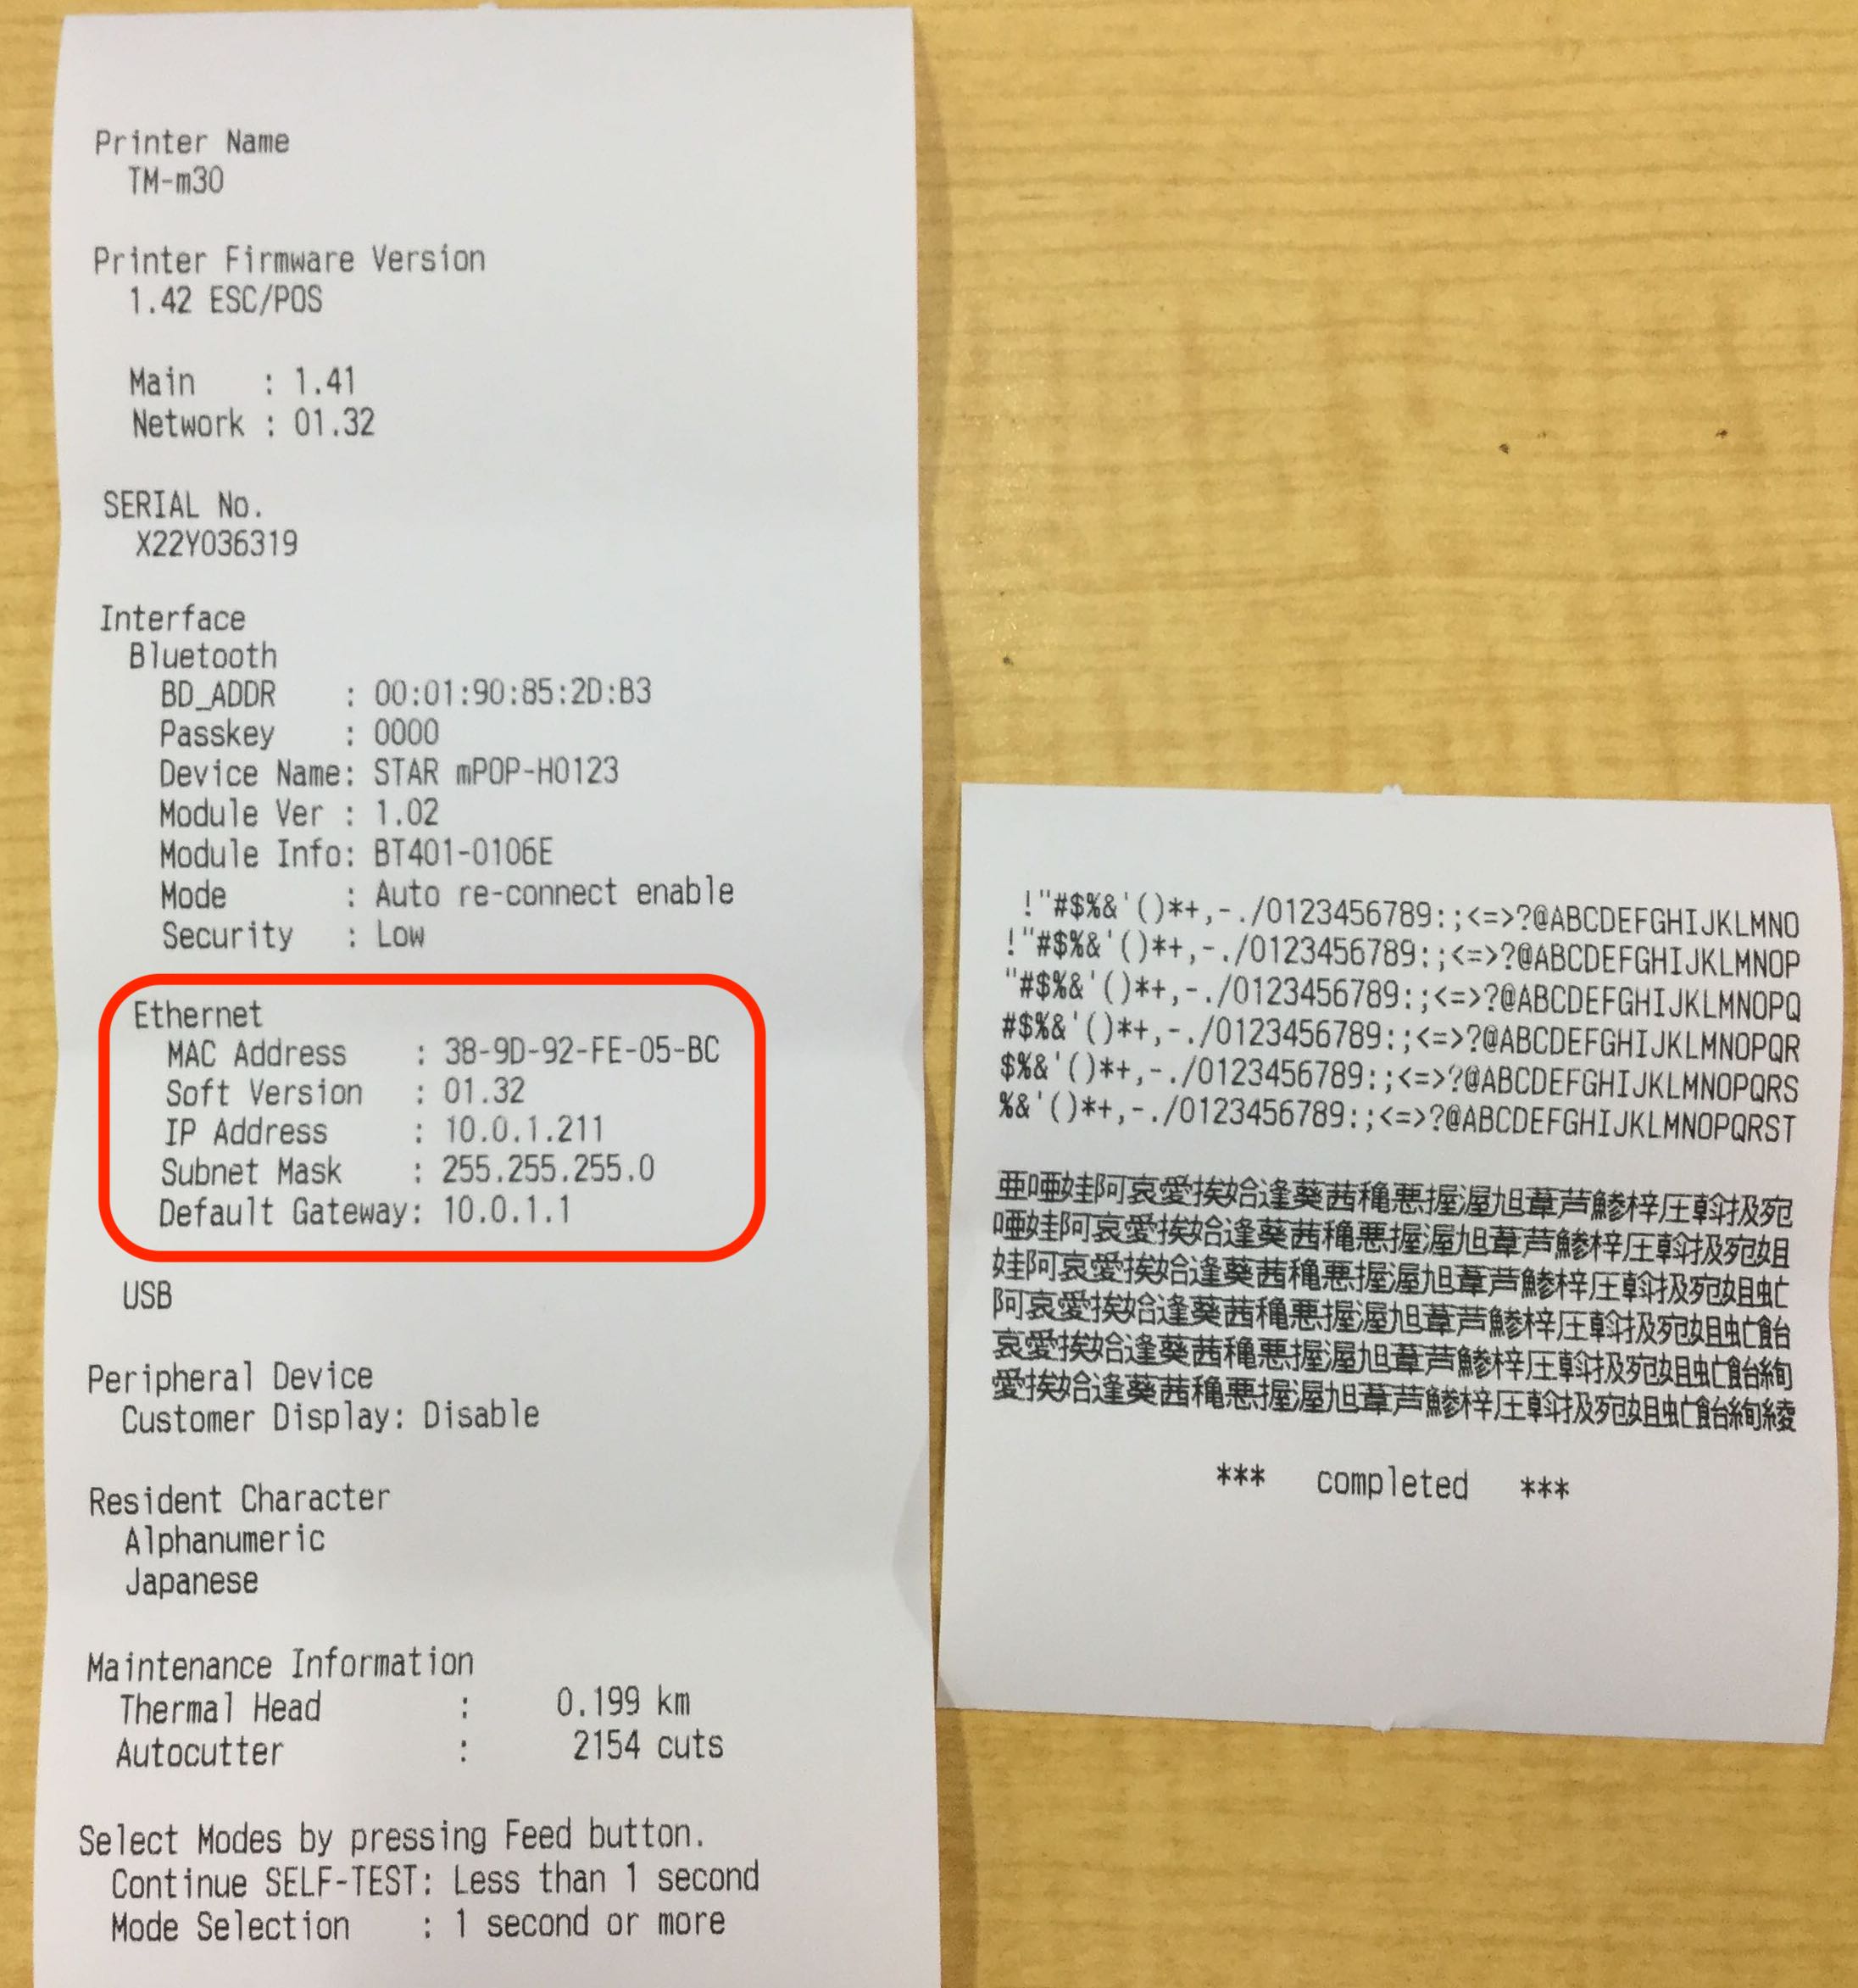 Printer Name
TM-m30
Printer Firmware Version
1.42 ESC/POS
Main : 1.41
Network : 01.32
SERIAL No.
X22Y036319
Interface
Bluetooth
BD_ADDR : 00:01:90:85:2D:B3
Passkey : 0000
Device Name: STAR mPOP-H0123
Module Ver : 1.02
Module Info: BT401-0106E
Mode : Auto re-connect enable
Security : Low
Ethernet
MAC Address : 38-9D-92-FE-05-BC
Soft Version : 01.32
IP Address : 10.0.1.211
Subnet Mask : 255.255.255.0
Default Gateway: 10.0.1.1
USB
Peripheral Device
Customer Display: Disable
Resident Character
Alphanumeric
Japanese
Maintenance Information
Thermal Head : 0.199 km
Autocutter : 2154 cuts
Select Modes by pressing Feed button.
Continue SELF-TEST: Less than 1 second
Mode Selection : 1 second or more
!"#$%&'()*+,-./0123456789:;<=>?@ABCDEFGHIJKLMNO
!"#$%&'()*+,-./0123456789:;<=>?@ABCDEFGHIJKLMNOP
"#$%&'()*+,-./0123456789:;<=>?@ABCDEFGHIJKLMNOPQ
#$%&'()*+,-./0123456789:;<=>?@ABCDEFGHIJKLMNOPQR
$%&'()*+,-./0123456789:;<=>?@ABCDEFGHIJKLMNOPQRS
%&'()*+,-./0123456789:;<=>?@ABCDEFGHIJKLMNOPQRST
亜唖娃阿哀愛挨姶逢葵茜穐悪握渥旭葦芦鯵梓圧斡扱宛
唖娃阿哀愛挨姶逢葵茜穐悪握渥旭葦芦鯵梓圧斡扱宛姐
娃阿哀愛挨姶逢葵茜穐悪握渥旭葦芦鯵梓圧斡扱宛姐虻
阿哀愛挨姶逢葵茜穐悪握渥旭葦芦鯵梓圧斡扱宛姐虻飴
哀愛挨姶逢葵茜穐悪握渥旭葦芦鯵梓圧斡扱宛姐虻飴絢
愛挨姶逢葵茜穐悪握渥旭葦芦鯵梓圧斡扱宛姐虻飴絢綾
*** completed ***